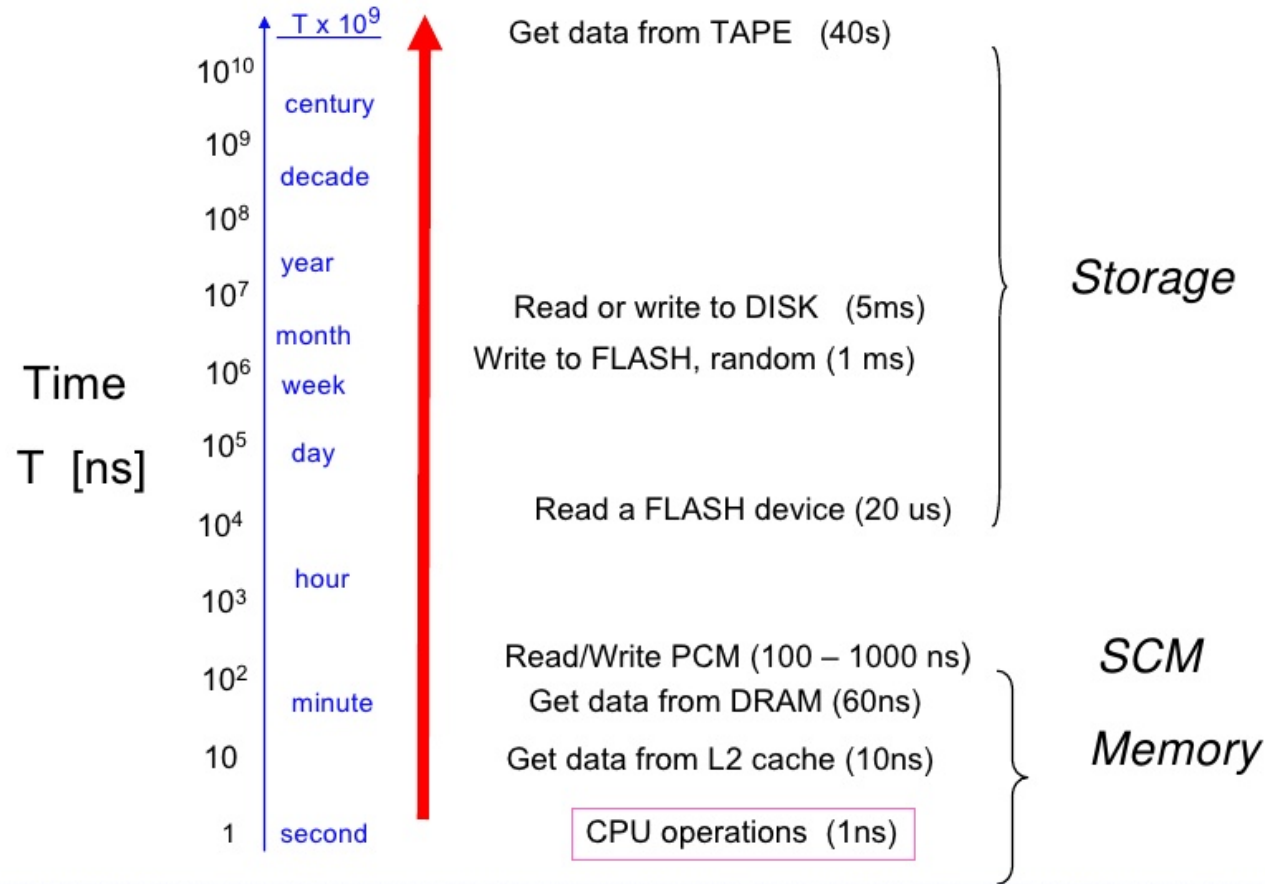 T x 10⁹
Get data from TAPE (40s)
10¹⁰
century
10⁹
decade
10⁸
year
Storage
10⁷
Read or write to DISK (5ms)
month
Write to FLASH, random (1 ms)
10⁶
Time
week
10⁵
day
T [ns]
Read a FLASH device (20 us)
10⁴
hour
10³
Read/Write PCM (100 – 1000 ns)
SCM
10²
minute
Get data from DRAM (60ns)
Memory
10
Get data from L2 cache (10ns)
1
second
CPU operations (1ns)